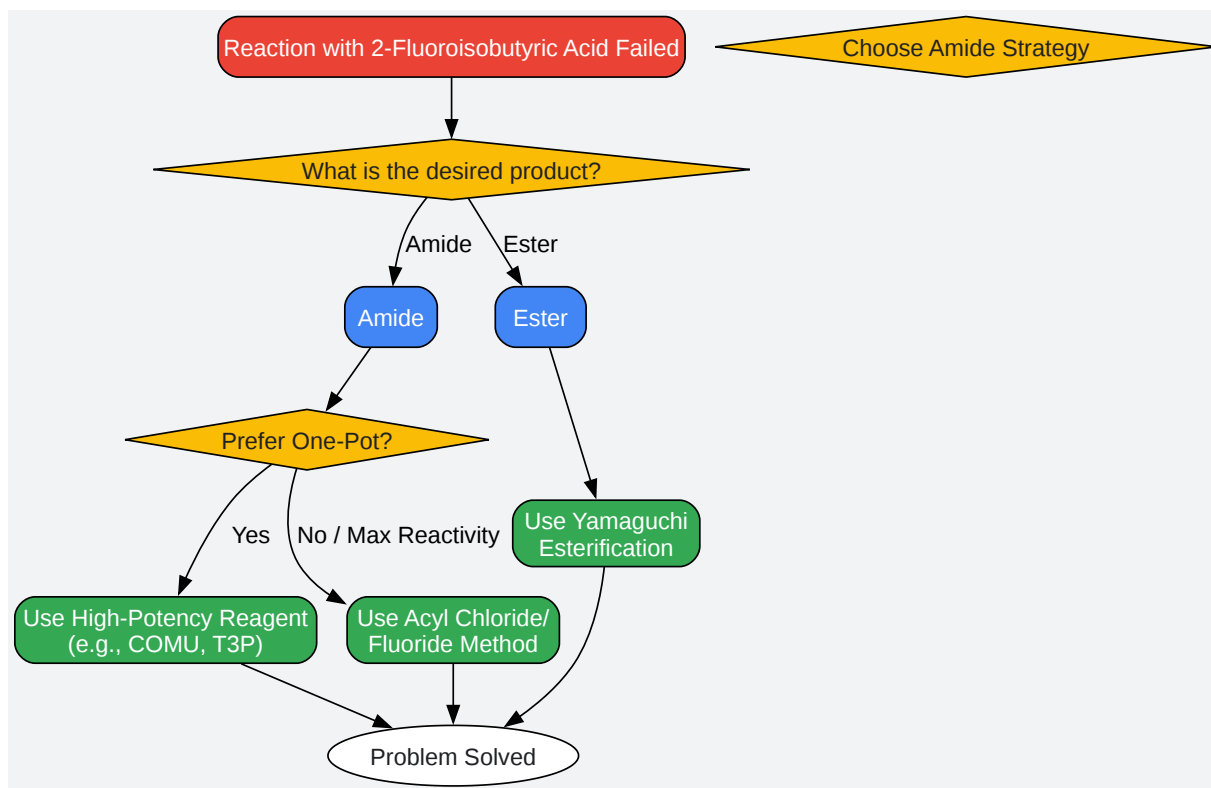 Reaction with 2-Fluoroisobutyric Acid Failed
Choose Amide Strategy
What is the desired product?
Amide
Ester
Amide
Ester
Prefer One-Pot?
Yes
No / Max Reactivity
Use Yamaguchi
Esterification
Use High-Potency Reagent
(e.g., COMU, T3P)
Use Acyl Chloride/
Fluoride Method
Problem Solved